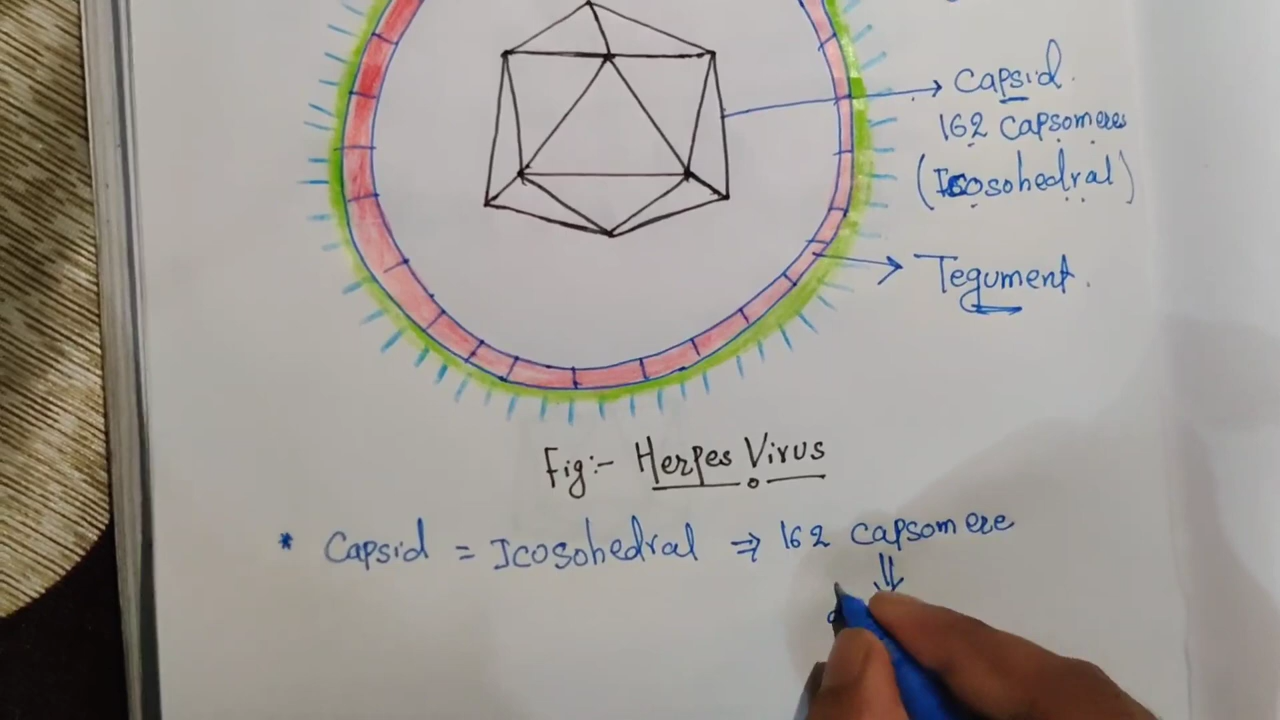 Capsid.
162 Capsomeres
(Icosohedral)
Tegument.
Fig:- Herpes Virus
* Capsid = Icosohedral ⇒ 162 capsomere